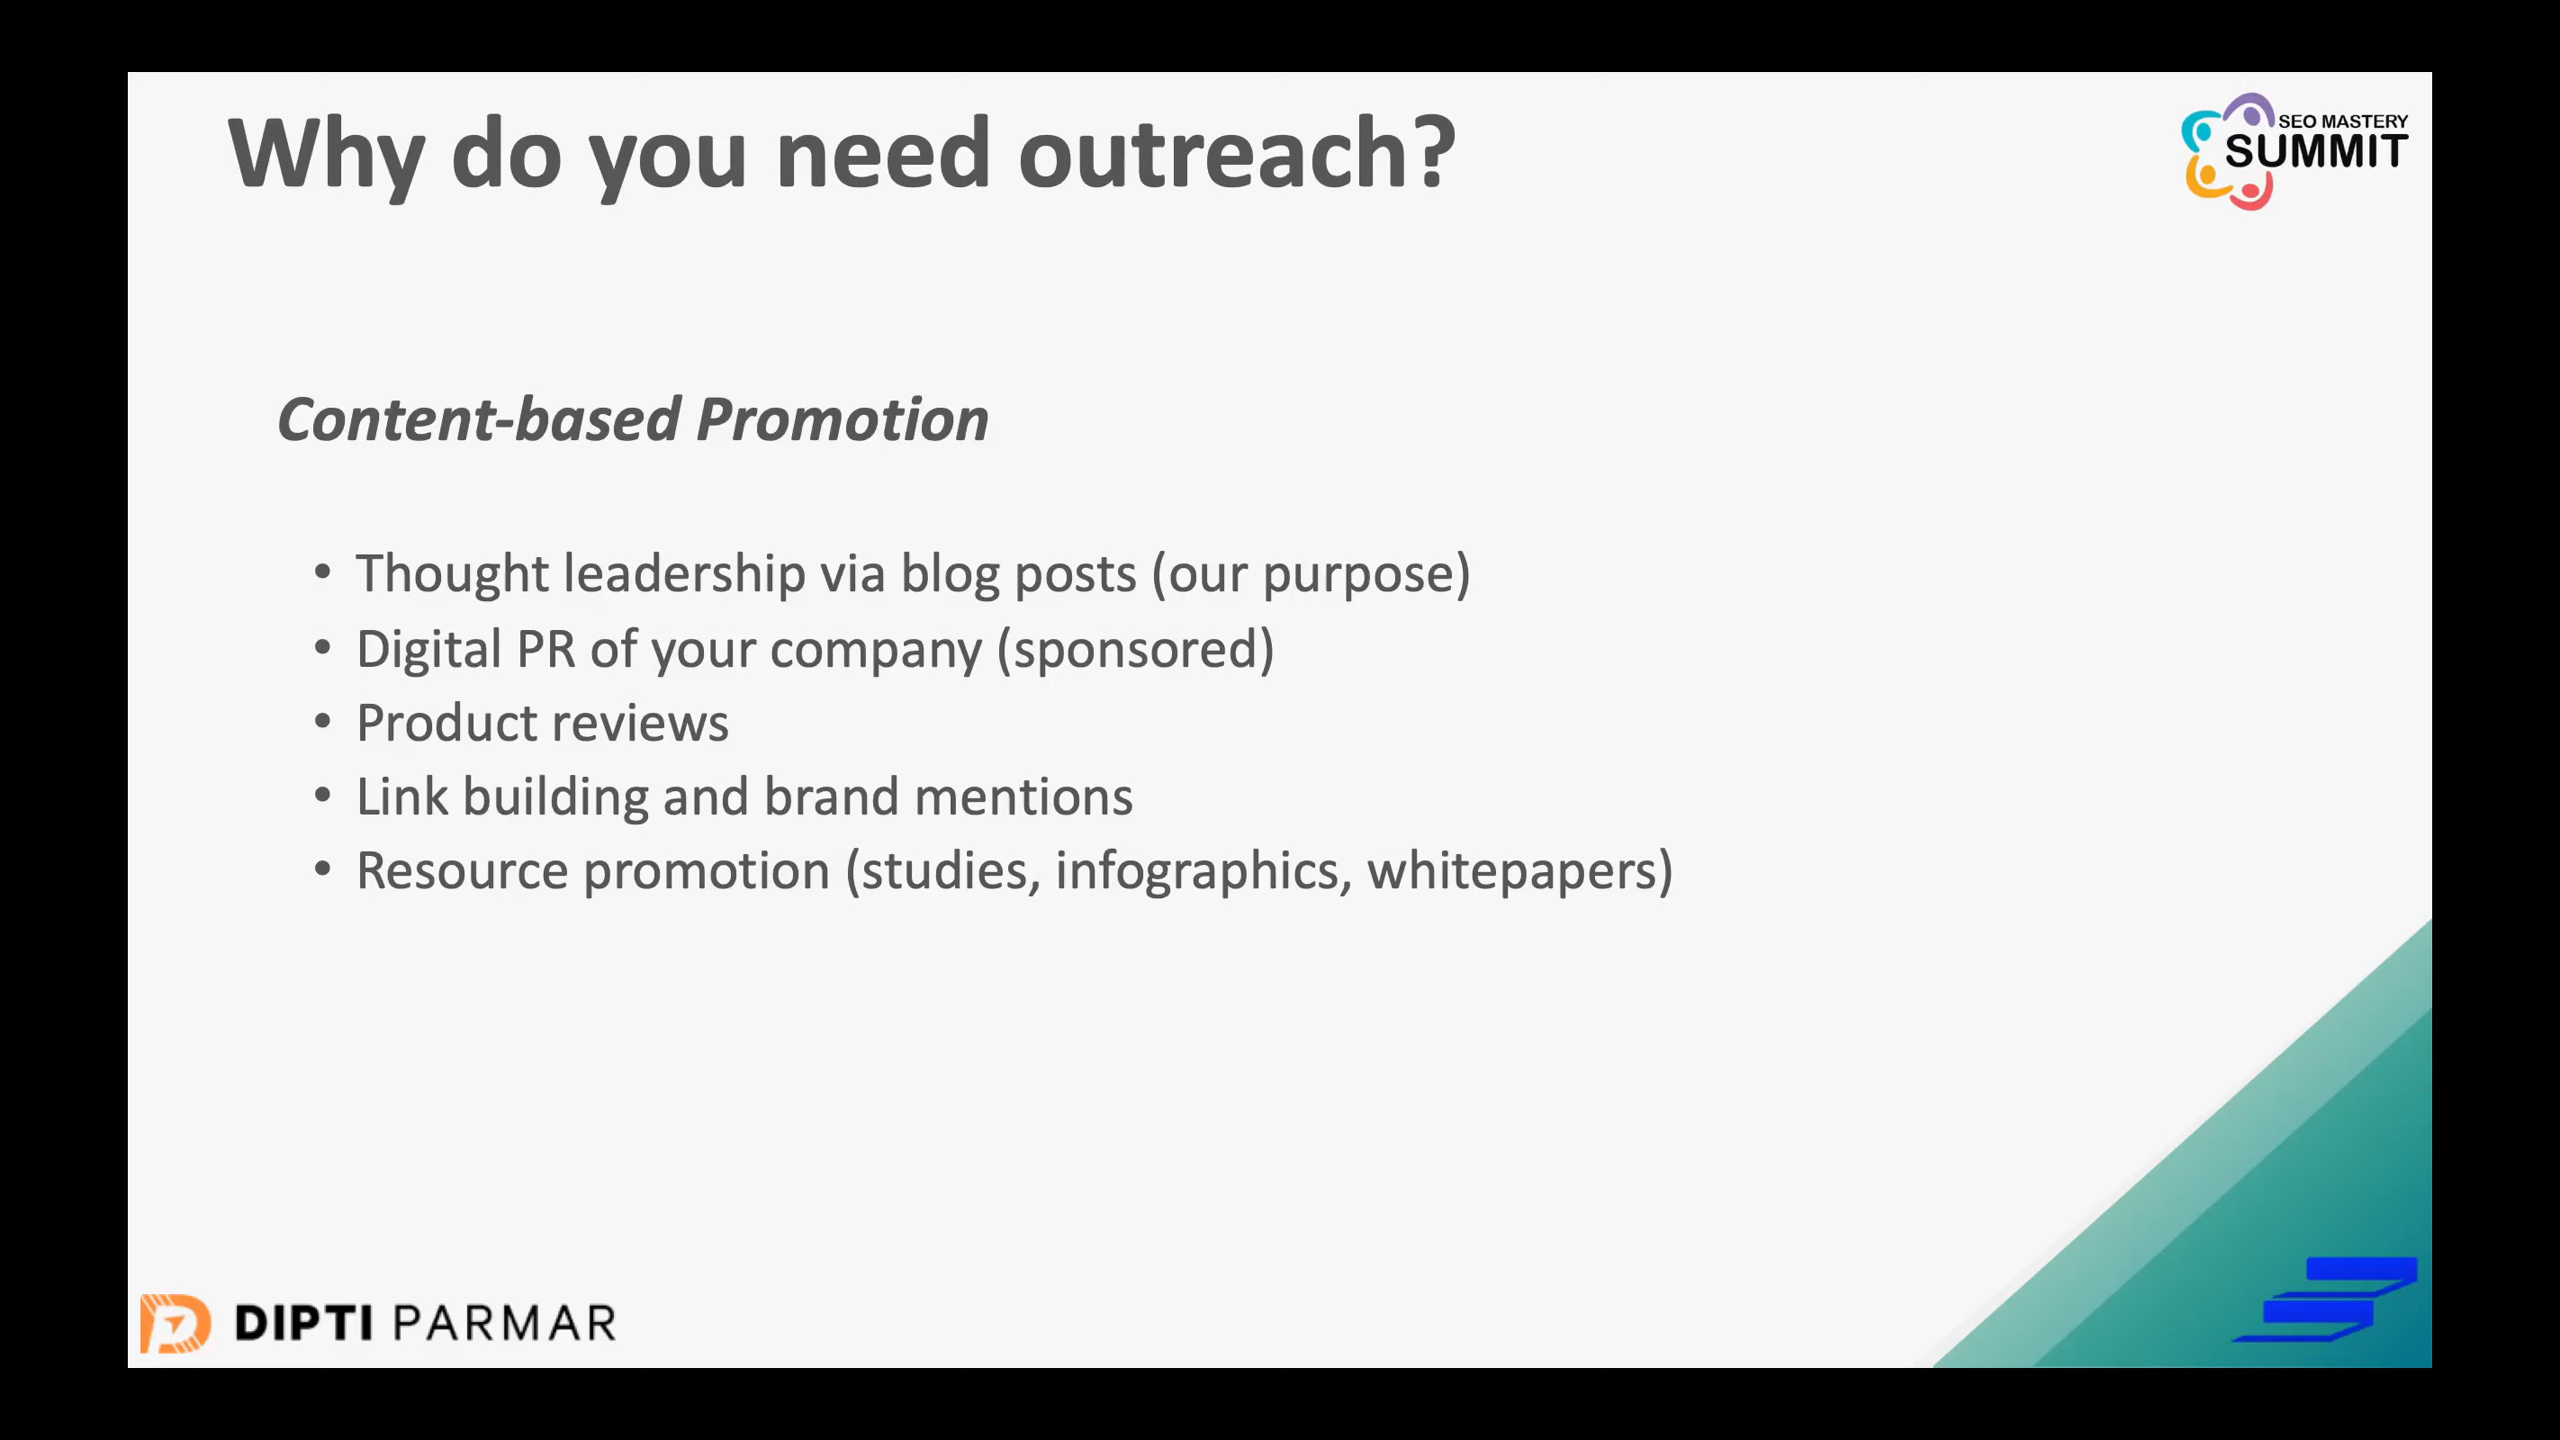 Why do you need outreach?
SEO MASTERY
SUMMIT
Content-based Promotion
• Thought leadership via blog posts (our purpose)
• Digital PR of your company (sponsored)
• Product reviews
• Link building and brand mentions
• Resource promotion (studies, infographics, whitepapers)
DIPTI PARMAR